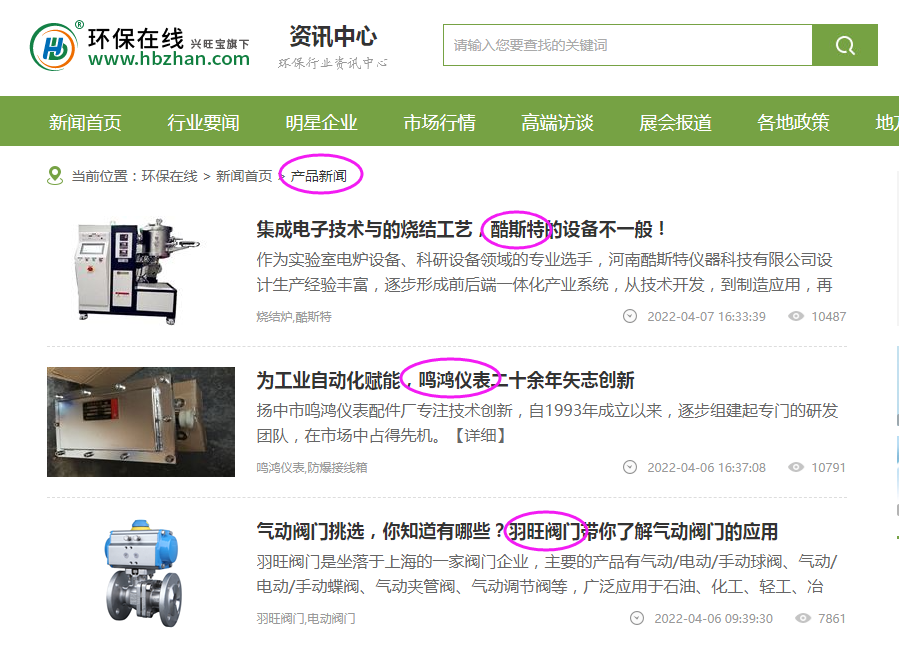 环保在线 兴旺宝旗下
www.hbzhan.com
资讯中心
环保行业资讯中心
请输入您要查找的关键词
新闻首页 行业要闻 明星企业 市场行情 高端访谈 展会报道 各地政策 地方
当前位置：环保在线 > 新闻首页 > 产品新闻
集成电子技术与的烧结工艺，酷斯特的设备不一般！
作为实验室电炉设备、科研设备领域的专业选手，河南酷斯特仪器科技有限公司设
计生产经验丰富，逐步形成前后端一体化产业系统，从技术开发，到制造应用，再
烧结炉,酷斯特 2022-04-07 16:33:39 10487
为工业自动化赋能，鸣鸿仪表二十余年矢志创新
扬中市鸣鸿仪表配件厂专注技术创新，自1993年成立以来，逐步组建起专门的研发
团队，在市场中占得先机。【详细】
鸣鸿仪表,防爆接线箱 2022-04-06 16:37:08 10791
气动阀门挑选，你知道有哪些？羽旺阀门带你了解气动阀门的应用
羽旺阀门是坐落于上海的一家阀门企业，主要的产品有气动/电动/手动球阀、气动/
电动/手动蝶阀、气动夹管阀、气动调节阀等，广泛应用于石油、化工、轻工、冶
羽旺阀门,电动阀门 2022-04-06 09:39:30 7861